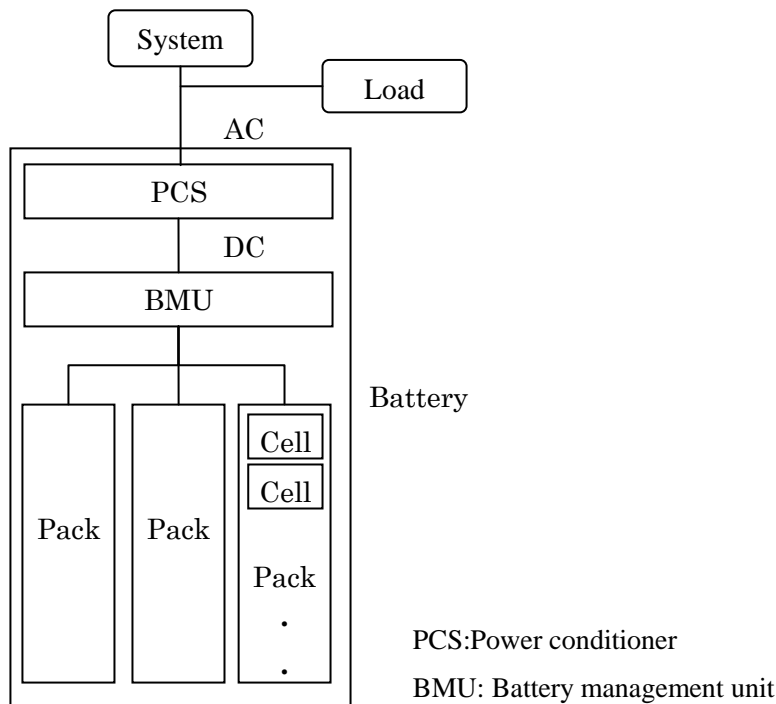 System
Load
AC
PCS
DC
BMU
Battery
Cell
Cell
Pack
Pack
Pack
PCS:Power conditioner
BMU: Battery management unit